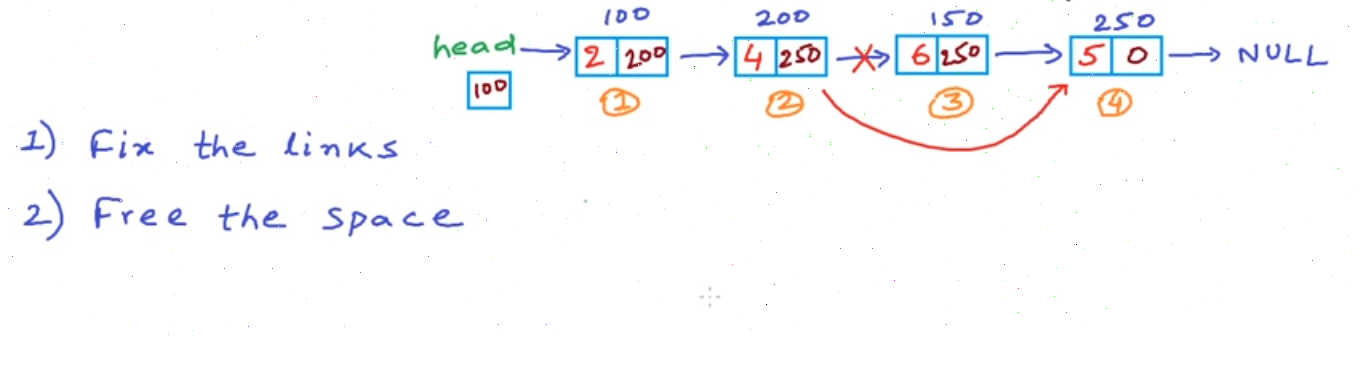 100 200 150 250
head 2 200 4 250 6 250 5 0 NULL
100 1 2 3 4
1) Fix the links
2) Free the space